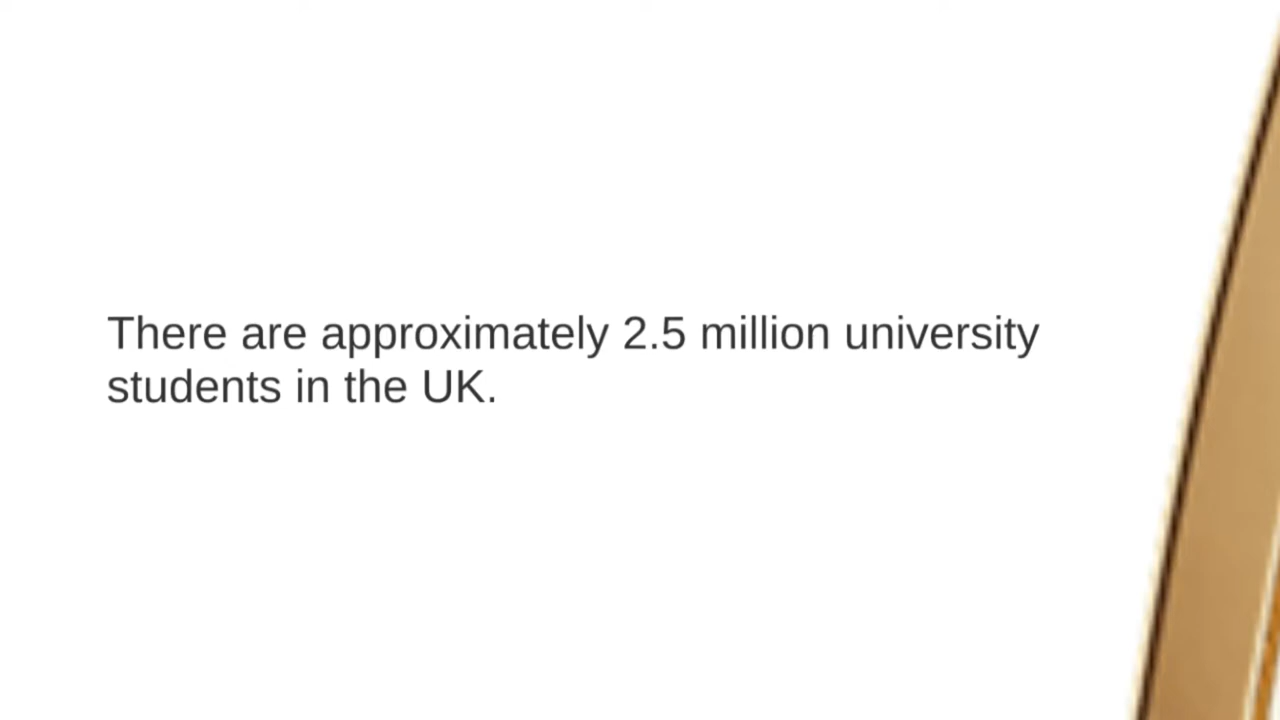 There are approximately 2.5 million university
students in the UK.